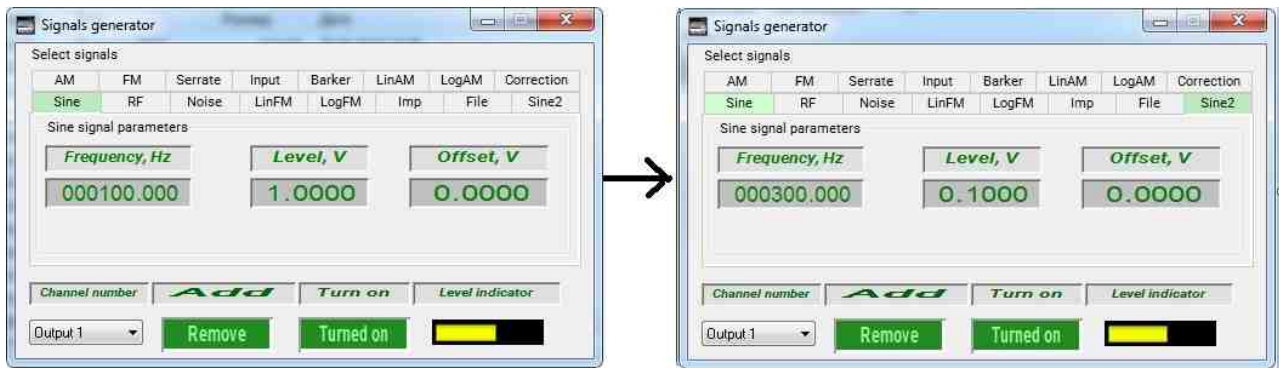 Signals generator
Select signals
AM FM Serrate Input Barker LinAM LogAM Correction
Sine RF Noise LinFM LogFM Imp File Sine2
Sine signal parameters
Frequency, Hz Level, V Offset, V
000100.000 1.0000 0.0000
Channel number Add Turn on Level indicator
Output 1 Remove Turned on
Signals generator
Select signals
AM FM Serrate Input Barker LinAM LogAM Correction
Sine RF Noise LinFM LogFM Imp File Sine2
Sine signal parameters
Frequency, Hz Level, V Offset, V
000300.000 0.1000 0.0000
Channel number Add Turn on Level indicator
Output 1 Remove Turned on